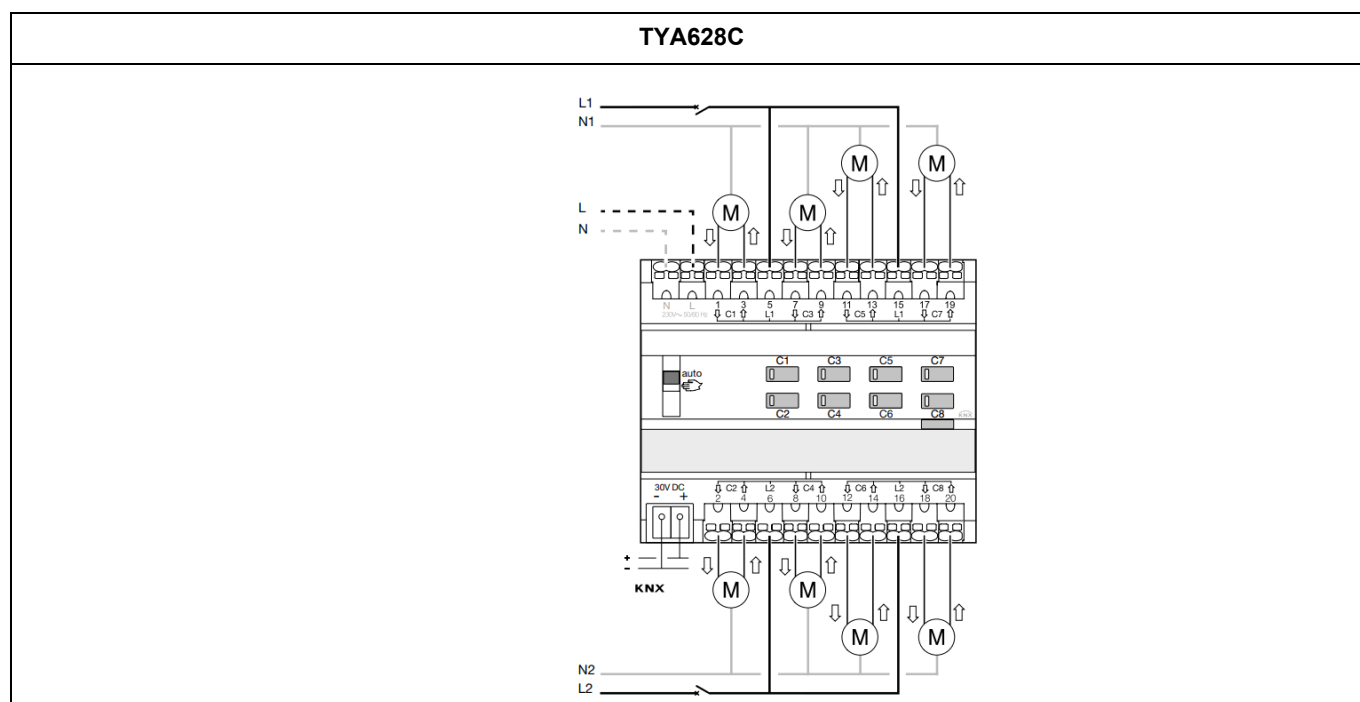 TYA628C
L1
N1
M M
L
N
M M
N L 1 3 5 7 9 11 13 15 17 19
230V~ 50/60 Hz C1 L1 C3 C5 L1 C7
auto
C1 C3 C5 C7
C2 C4 C6 C8 KNX
30V DC C2 L2 C4 C6 L2 C8
- + 2 4 6 8 10 12 14 16 18 20
+
-
KNX
M M
M M
N2
L2